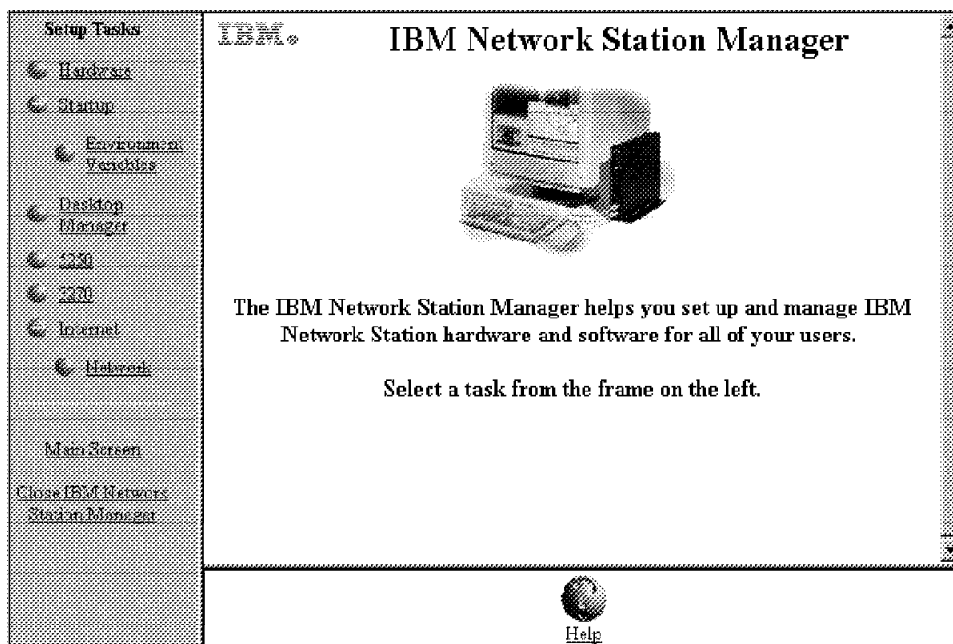 Setup Tasks
Hardware
Startup
Environment
Variables
Desktop
Manager
5250
3270
Internet
Network
Main Screen
Close IBM Network
Station Manager
IBM®
IBM Network Station Manager
The IBM Network Station Manager helps you set up and manage IBM
Network Station hardware and software for all of your users.
Select a task from the frame on the left.
Help